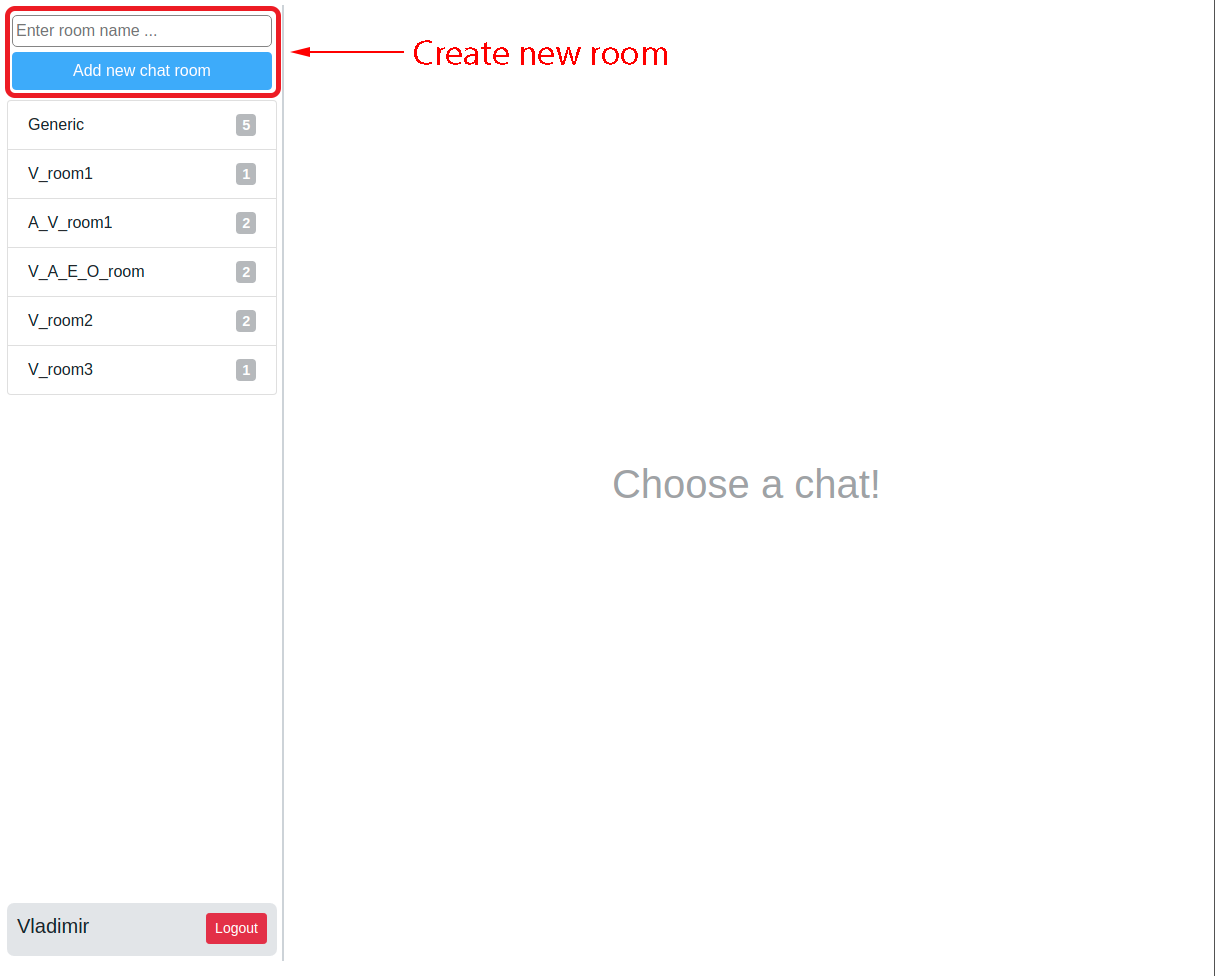 Enter room name ...
Add new chat room
Create new room
Generic 5
V_room1 1
A_V_room1 2
V_A_E_O_room 2
V_room2 2
V_room3 1
Choose a chat!
Vladimir Logout